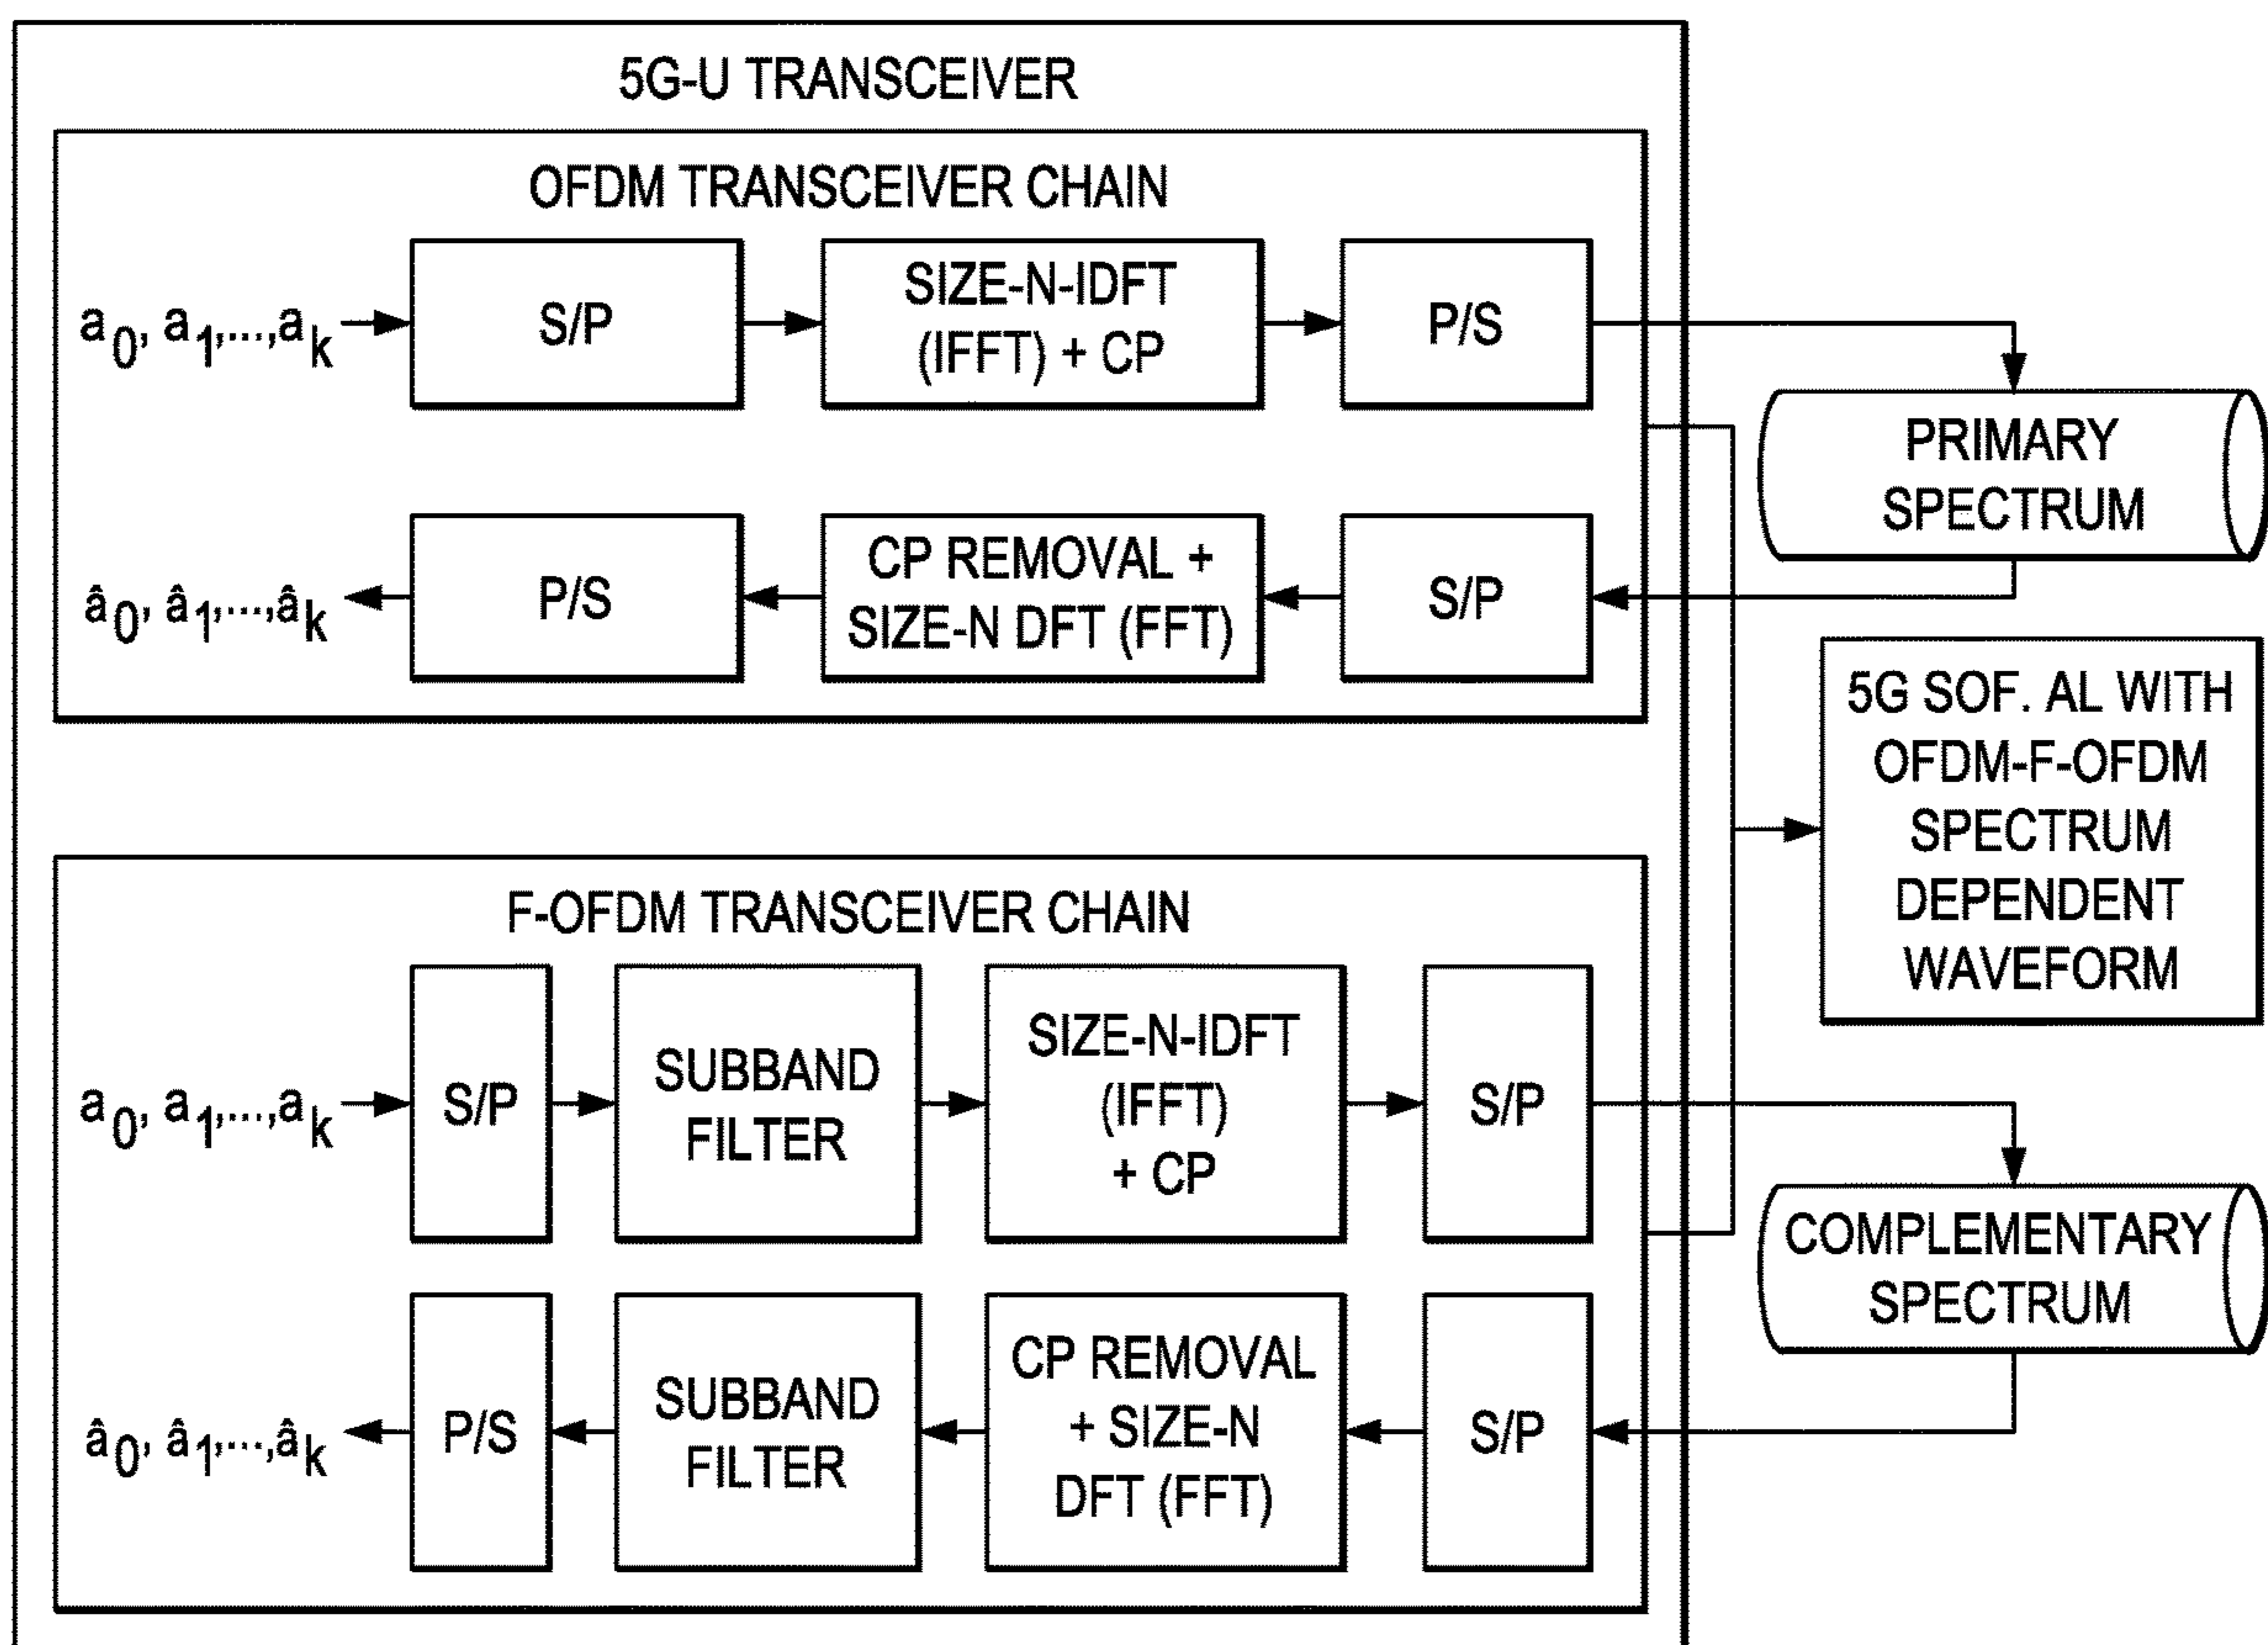 5G-U TRANSCEIVER
OFDM TRANSCEIVER CHAIN
a0, a1,...,ak
S/P
SIZE-N-IDFT
(IFFT) + CP
P/S
PRIMARY
SPECTRUM
â0, â1,...,âk
P/S
CP REMOVAL +
SIZE-N DFT (FFT)
S/P
5G SOF. AL WITH
OFDM-F-OFDM
SPECTRUM
DEPENDENT
WAVEFORM
F-OFDM TRANSCEIVER CHAIN
a0, a1,...,ak
S/P
SUBBAND
FILTER
SIZE-N-IDFT
(IFFT)
+ CP
S/P
COMPLEMENTARY
SPECTRUM
â0, â1,...,âk
P/S
SUBBAND
FILTER
CP REMOVAL
+ SIZE-N
DFT (FFT)
S/P